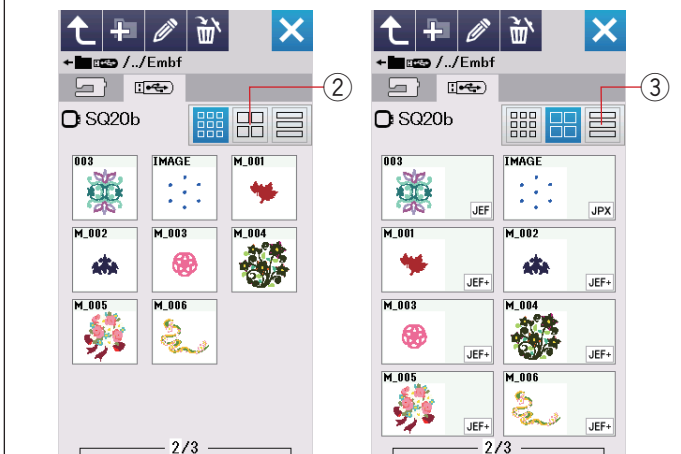 /../Embf
SQ20b
②
003 IMAGE M_001
M_002 M_003 M_004
M_005 M_006
2/3
/../Embf
SQ20b
③
003 IMAGE
JEF JPX
M_001 M_002
JEF+ JEF+
M_003 M_004
JEF+ JEF+
M_005 M_006
JEF+ JEF+
2/3